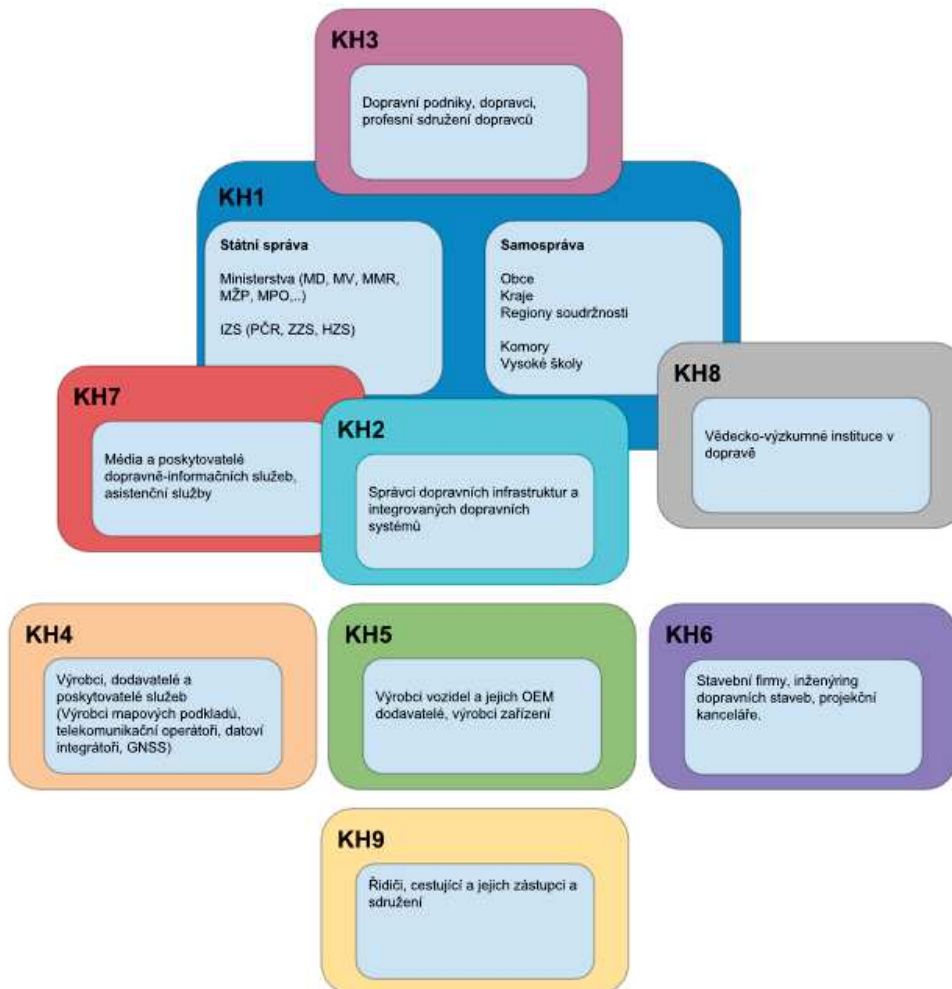 KH3
Dopravní podniky, dopravci,
profesní sdružení dopravců
KH1
Státní správa
Ministerstva (MD, MV, MMR,
MŽP, MPO,..)
IZS (PČR, ZZS, HZS)
Samospráva
Obce
Kraje
Regiony soudržnosti
Komory
Vysoké školy
KH7
Média a poskytovatelé
dopravně-informačních služeb,
asistenční služby
KH2
Správci dopravních infrastruktur a
integrovaných dopravních
systémů
KH8
Vědecko-výzkumné instituce v
dopravě
KH4
Výrobci, dodavatelé a
poskytovatelé služeb
(Výrobci mapových podkladů,
telekomunikační operátoři, datoví
integrátoři, GNSS)
KH5
Výrobci vozidel a jejich OEM
dodavatelé, výrobci zařízení
KH6
Stavební firmy, inženýring
dopravních staveb, projekční
kanceláře.
KH9
Řidiči, cestující a jejich zástupci a
sdružení